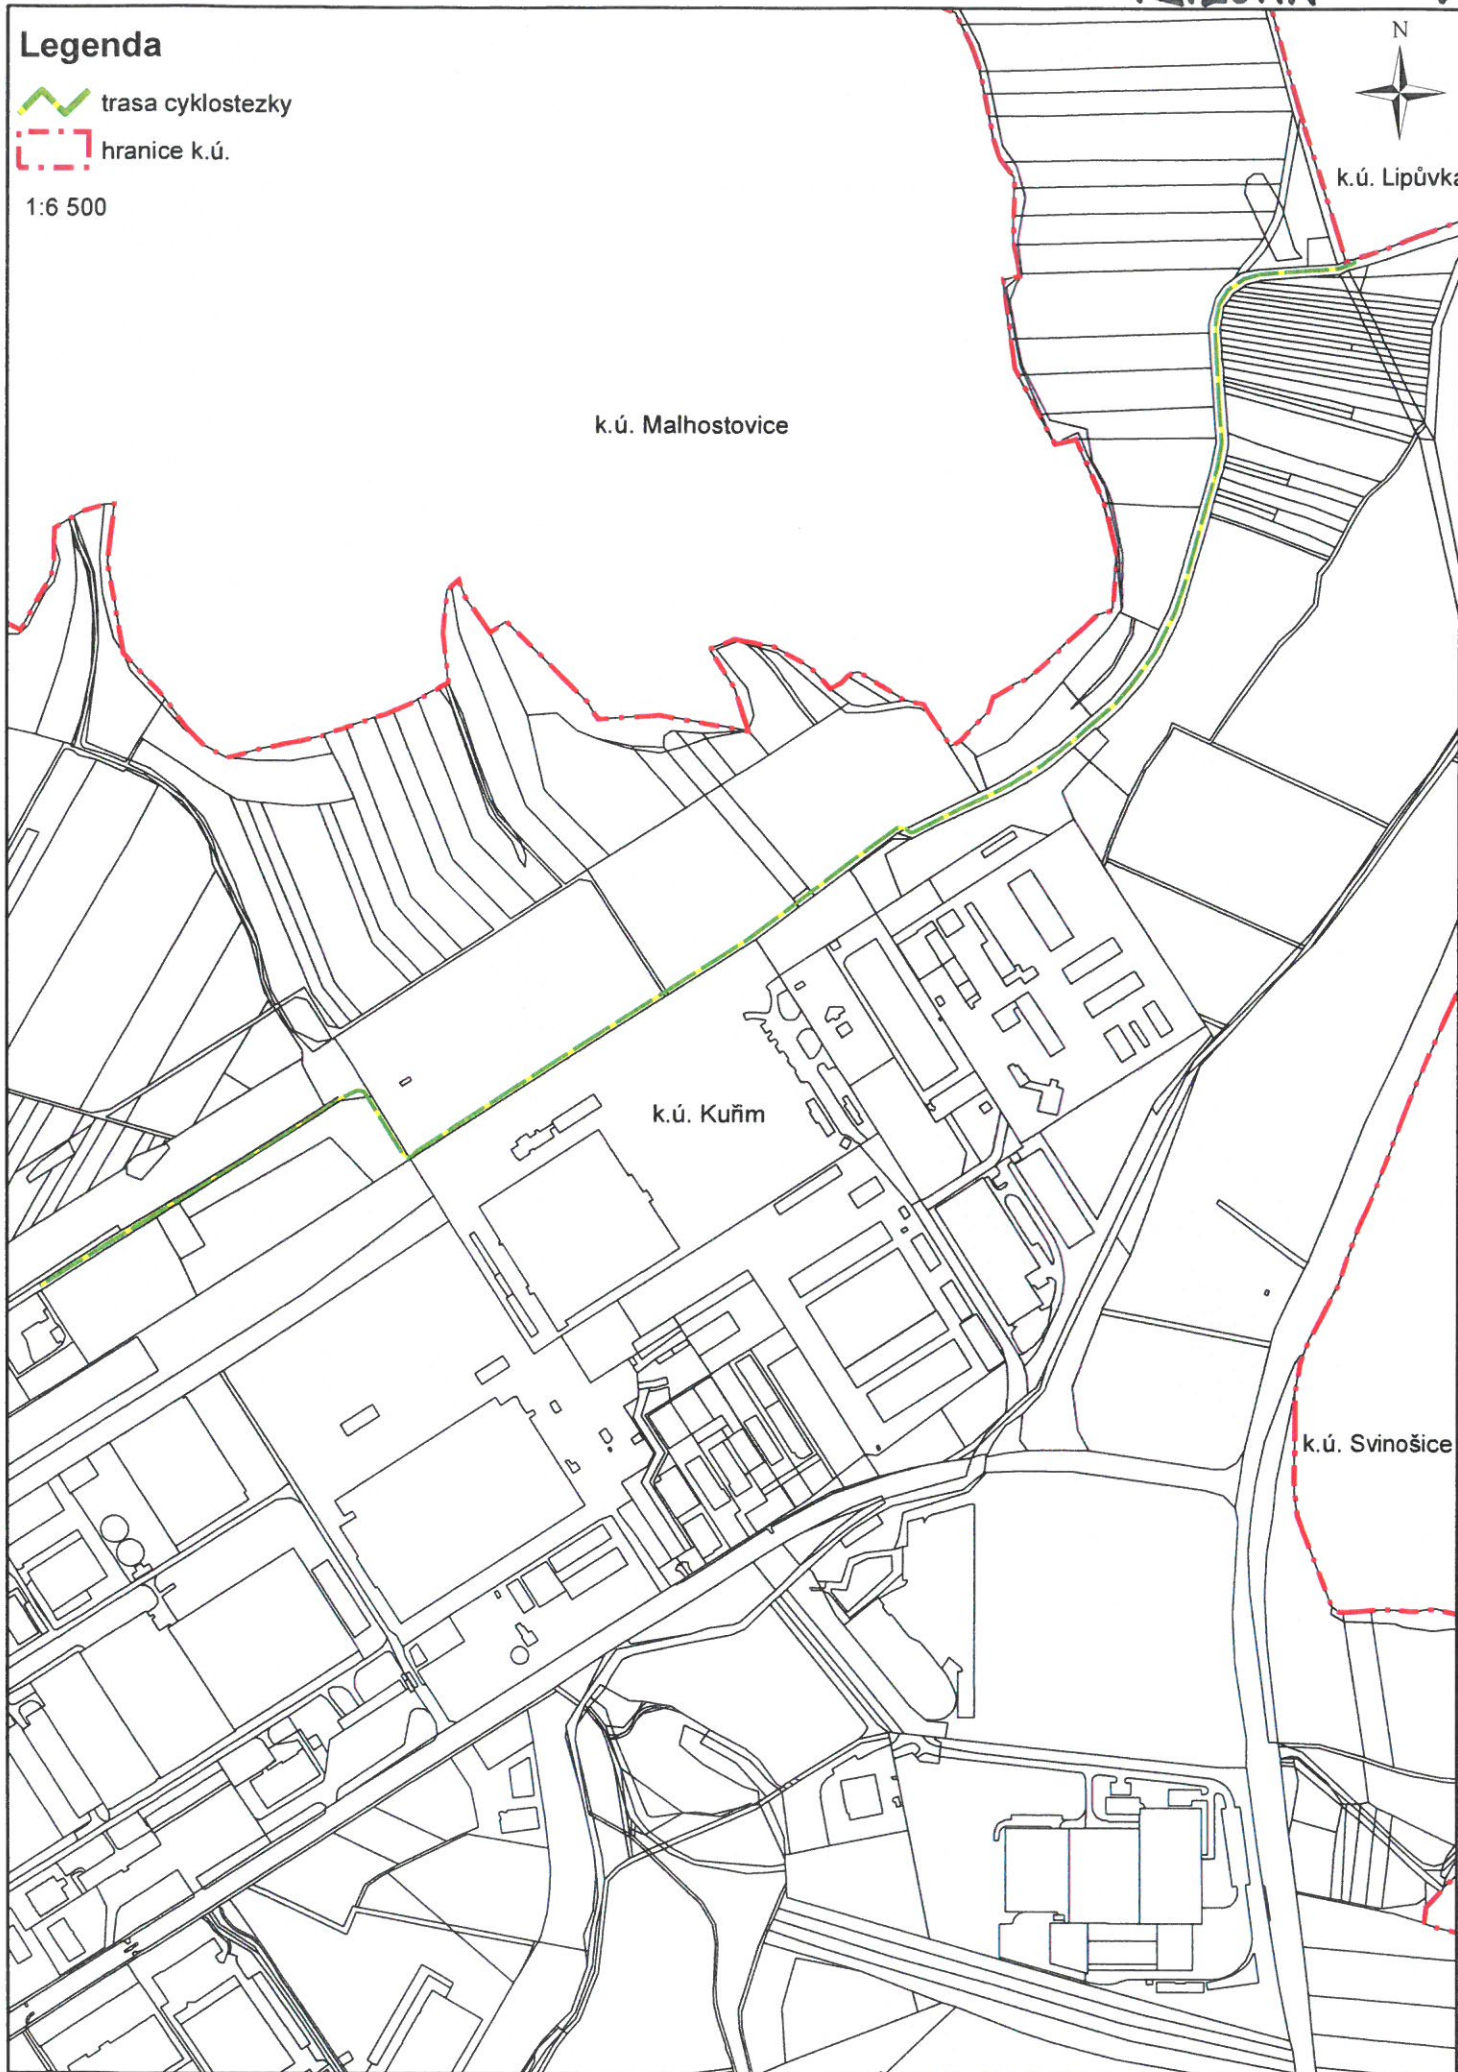 Legenda
trasa cyklostezky
hranice k.ú.
1:6 500
N
k.ú. Lipůvka
k.ú. Malhostovice
k.ú. Kuřim
k.ú. Svinošice